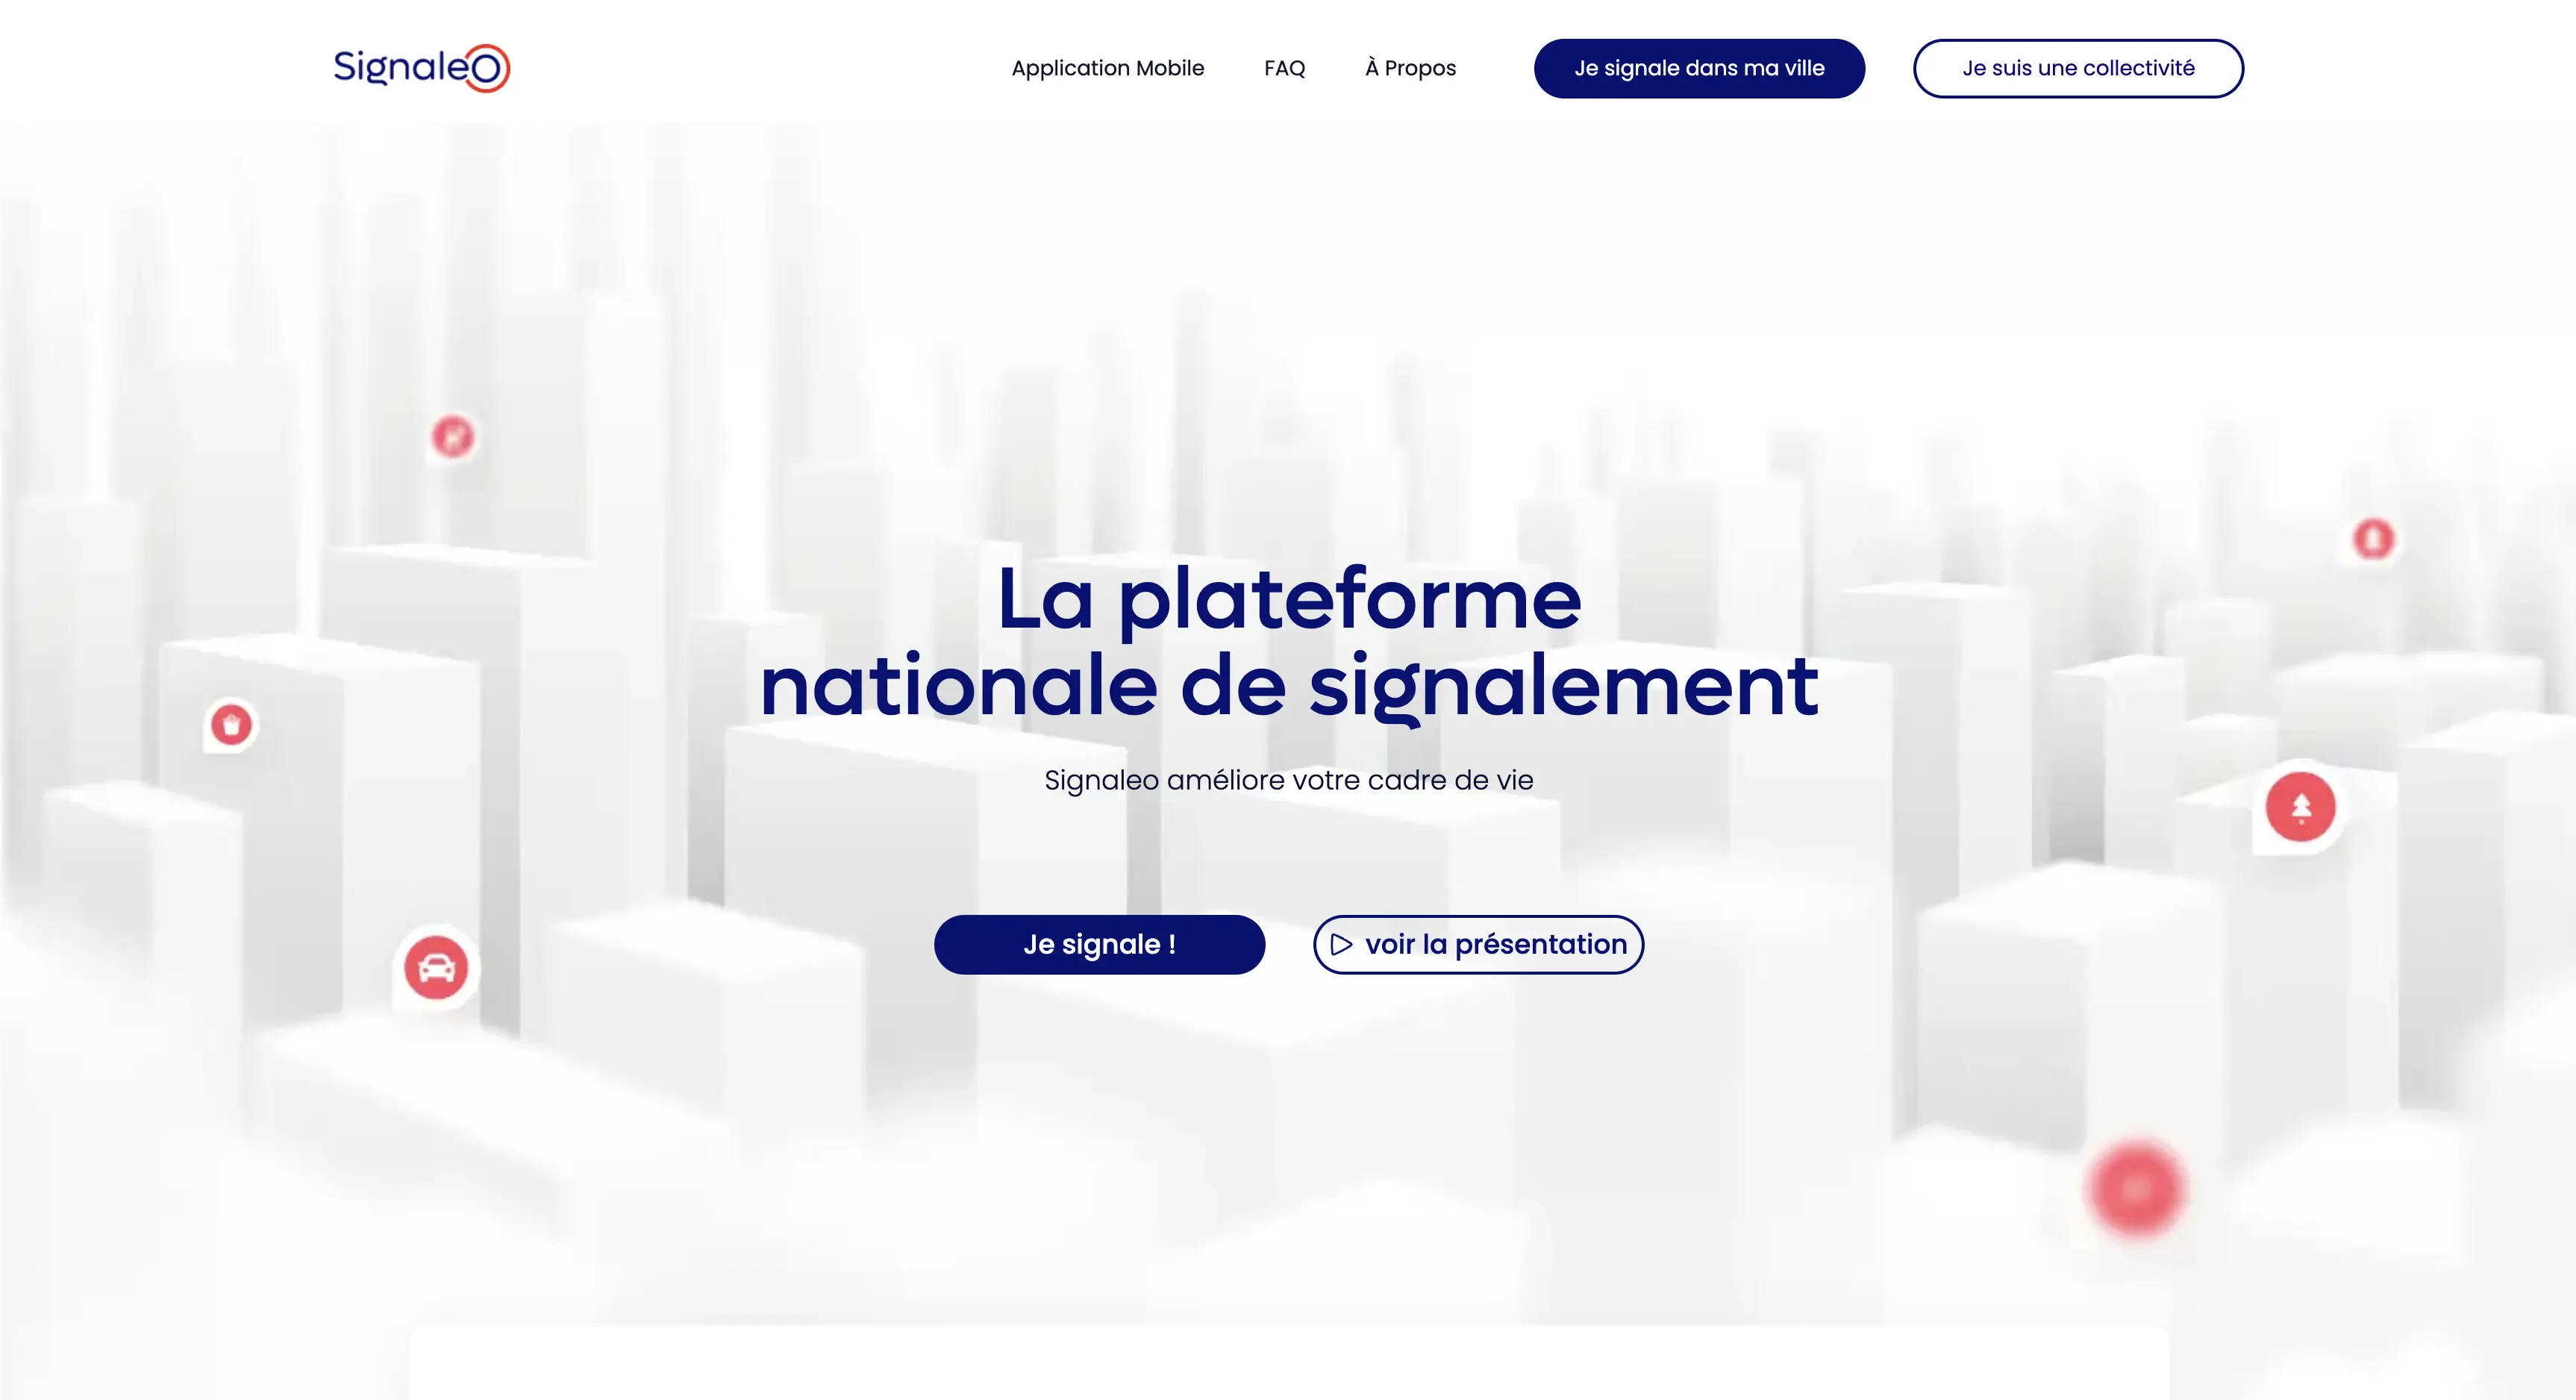 SignaleO
Application Mobile
FAQ
À Propos
Je signale dans ma ville
Je suis une collectivité
La plateforme
nationale de signalement
Signaleo améliore votre cadre de vie
Je signale !
voir la présentation